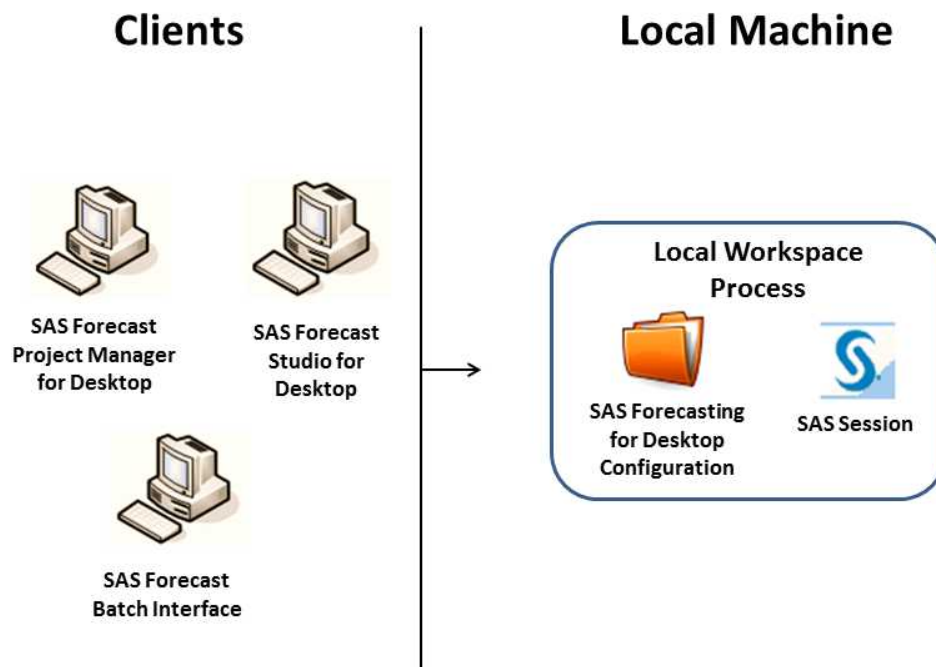 Clients
SAS Forecast
Project Manager
for Desktop
SAS Forecast
Studio for
Desktop
SAS Forecast
Batch Interface
Local Machine
Local Workspace
Process
SAS Forecasting
for Desktop
Configuration
SAS Session